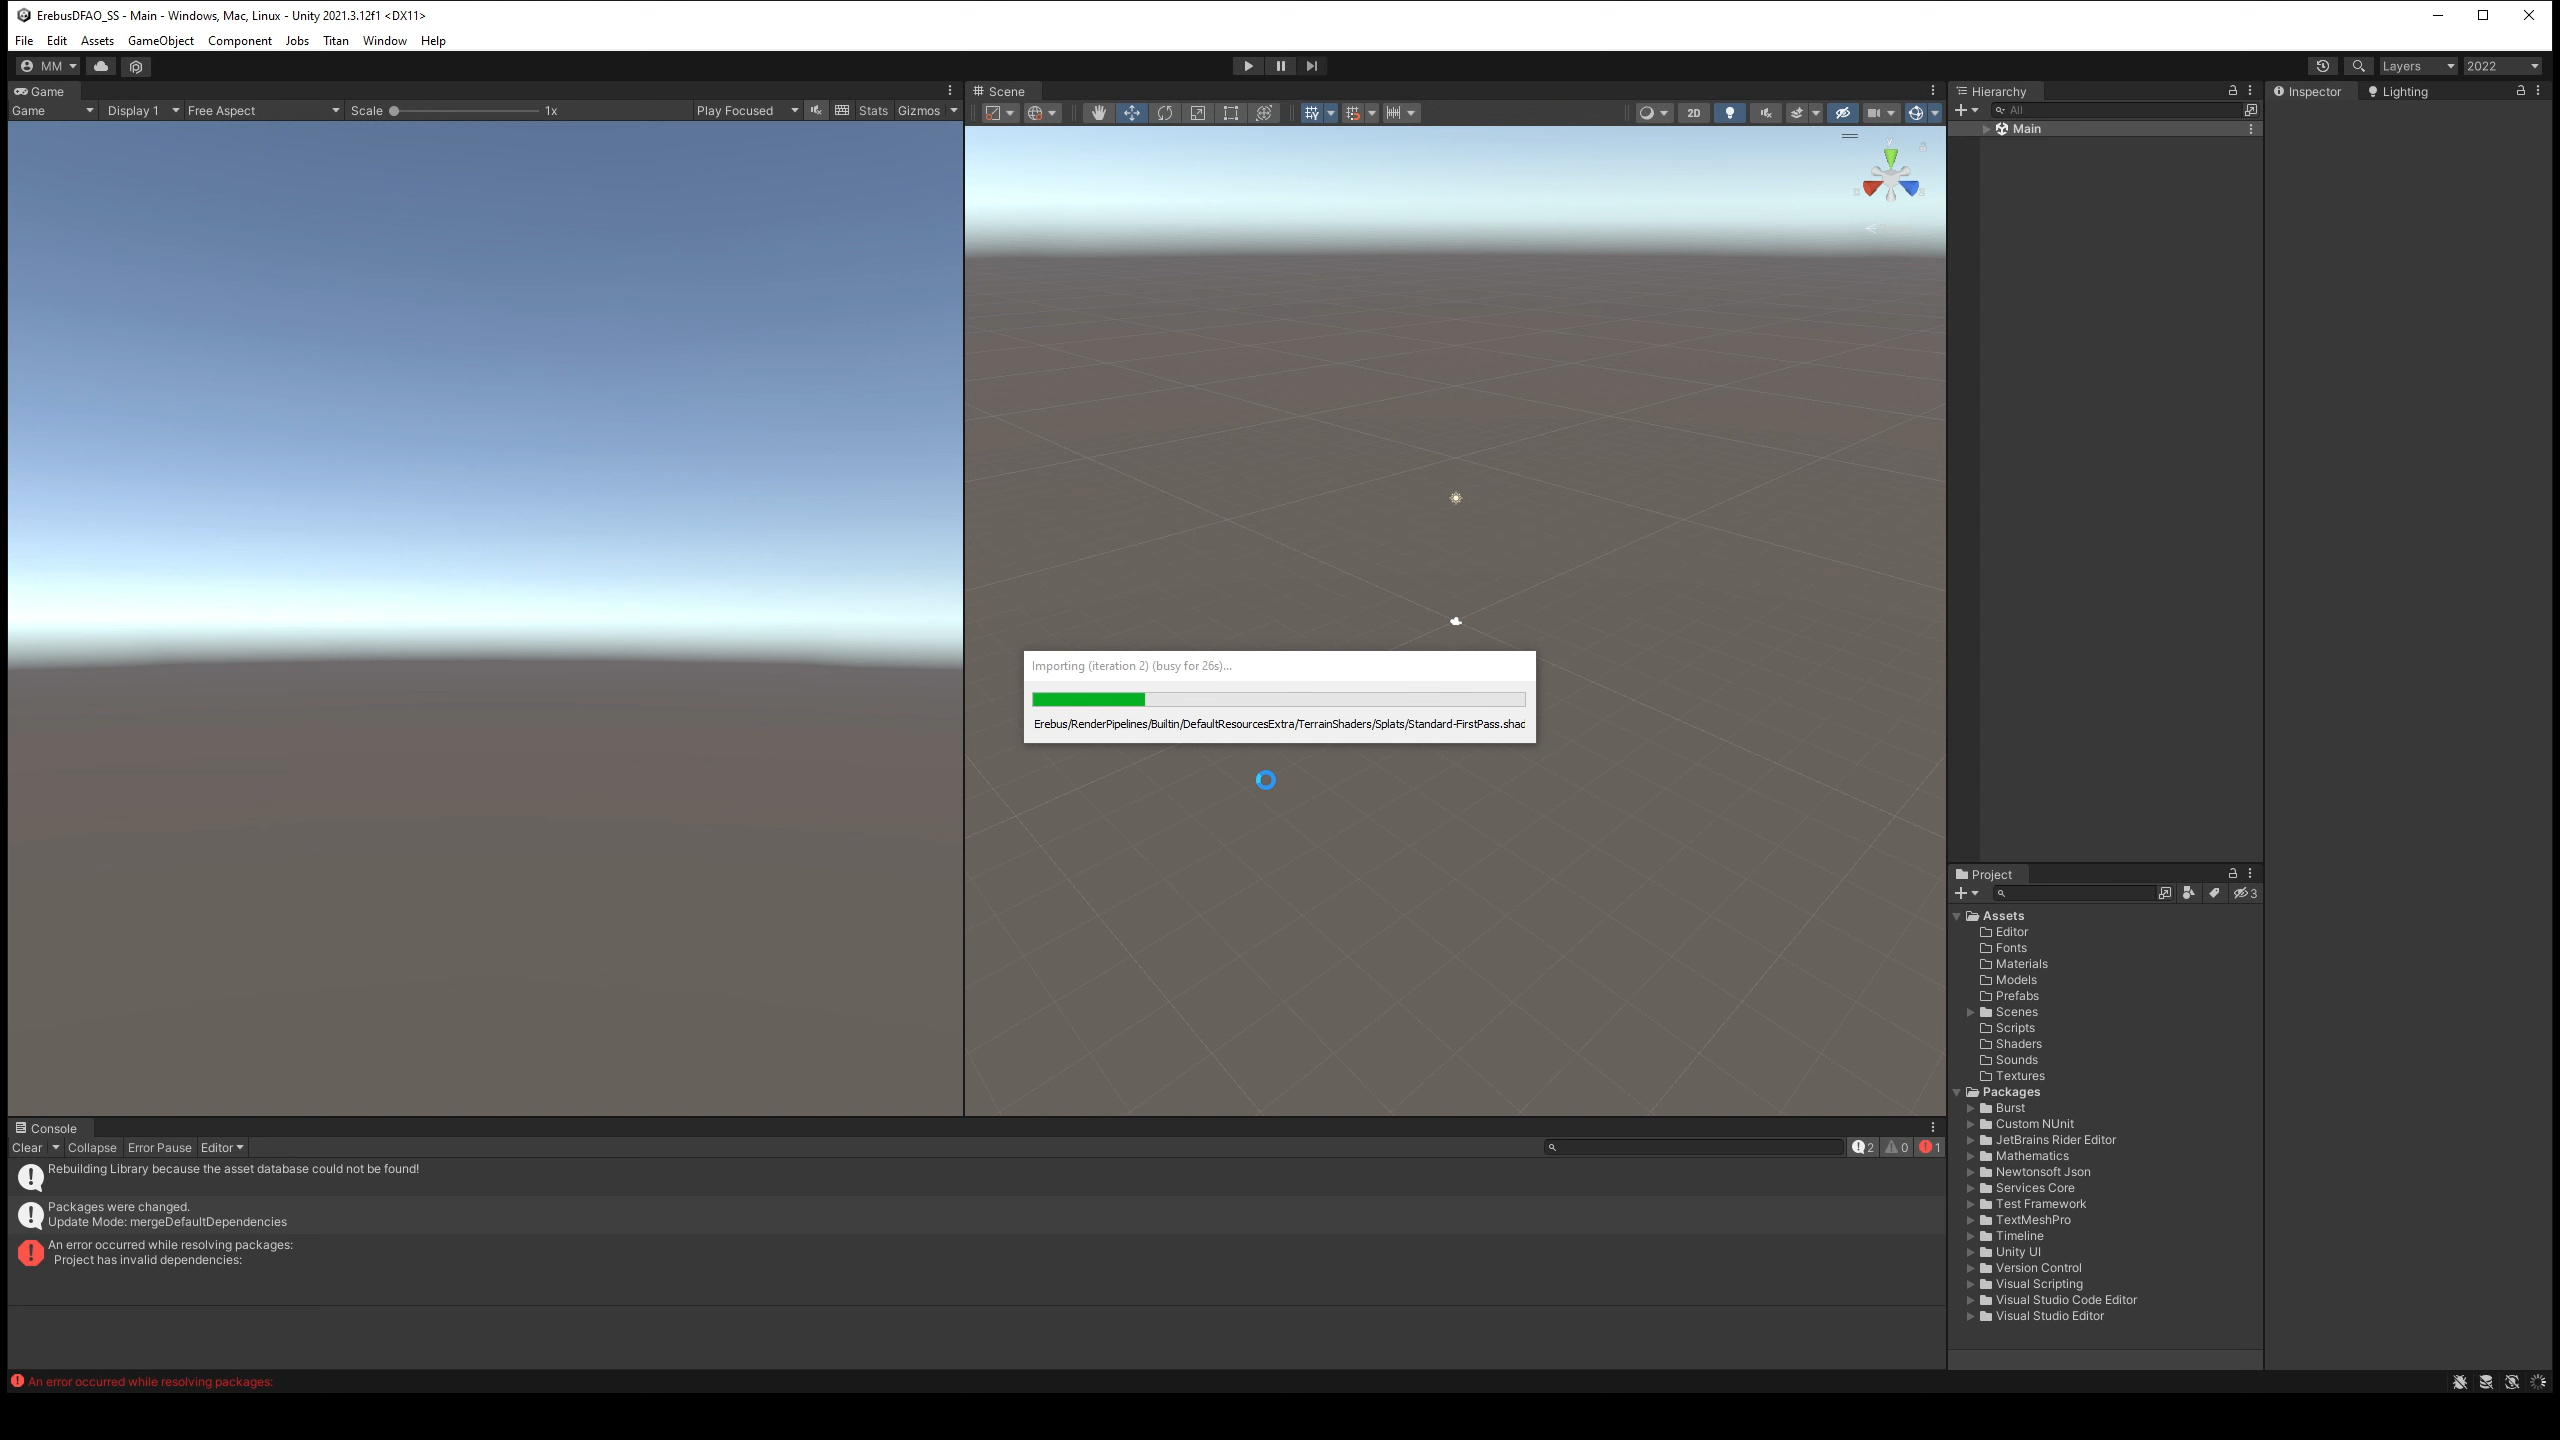 ErebusDFAO_SS - Main - Windows, Mac, Linux - Unity 2021.3.12f1 <DX11>
File Edit Assets GameObject Component Jobs Titan Window Help
MM
Layers 2022
Game
Game Display 1 Free Aspect Scale 1x Play Focused Stats Gizmos
Scene
2D
Importing (iteration 2) (busy for 26s)...
Erebus/RenderPipelines/Builtin/DefaultResourcesExtra/TerrainShaders/Splats/Standard-FirstPass.shad
Hierarchy
All
Main
Inspector Lighting
Project
3
Assets
Editor
Fonts
Materials
Models
Prefabs
Scenes
Scripts
Shaders
Sounds
Textures
Packages
Burst
Custom NUnit
JetBrains Rider Editor
Mathematics
Newtonsoft Json
Services Core
Test Framework
TextMeshPro
Timeline
Unity UI
Version Control
Visual Scripting
Visual Studio Code Editor
Visual Studio Editor
Console
Clear Collapse Error Pause Editor 2 0 1
Rebuilding Library because the asset database could not be found!
Packages were changed.
Update Mode: mergeDefaultDependencies
An error occurred while resolving packages:
Project has invalid dependencies:
An error occurred while resolving packages: